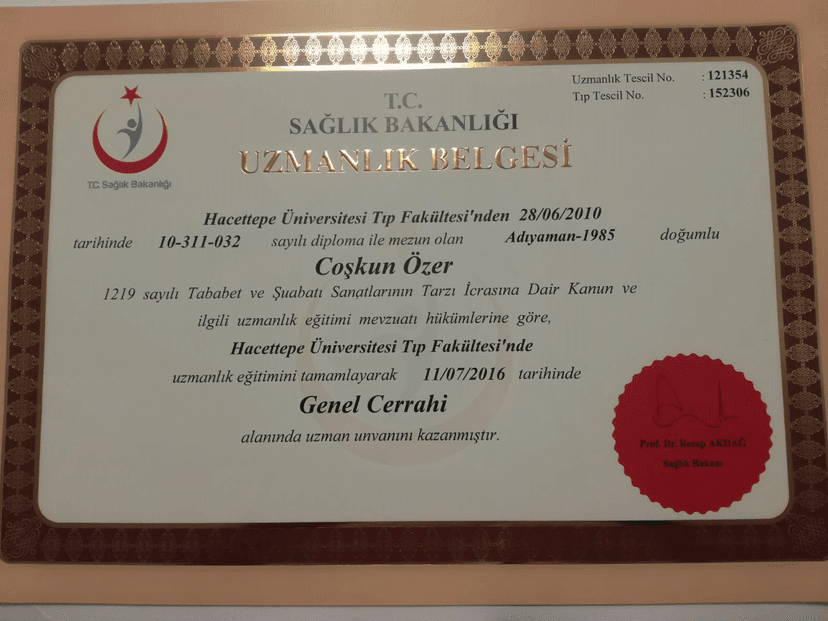 Uzmanlık Tescil No. : 121354
Tıp Tescil No. : 152306
T.C.
SAĞLIK BAKANLIĞI
UZMANLIK BELGESİ
T.C. Sağlık Bakanlığı
Hacettepe Üniversitesi Tıp Fakültesi'nden 28/06/2010
tarihinde 10-311-032 sayılı diploma ile mezun olan Adıyaman-1985 doğumlu
Coşkun Özer
1219 sayılı Tababet ve Şuabatı Sanatlarının Tarzı İcrasına Dair Kanun ve
ilgili uzmanlık eğitimi mevzuatı hükümlerine göre,
Hacettepe Üniversitesi Tıp Fakültesi'nde
uzmanlık eğitimini tamamlayarak 11/07/2016 tarihinde
Genel Cerrahi
alanında uzman unvanını kazanmıştır.
Prof. Dr. Recep AKDAĞ
Sağlık Bakanı